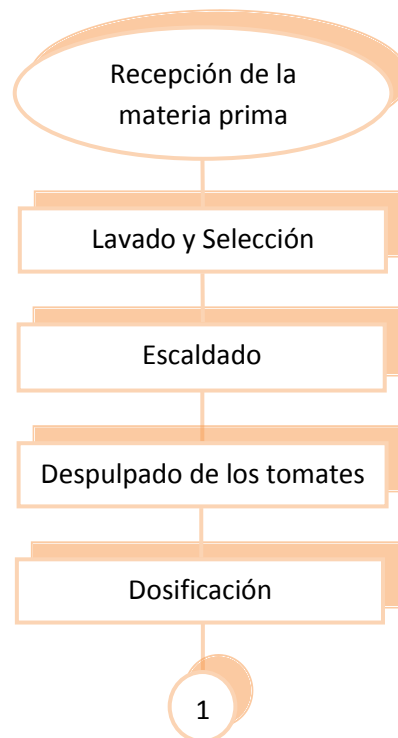 Recepción de la
materia prima
Lavado y Selección
Escaldado
Despulpado de los tomates
Dosificación
1